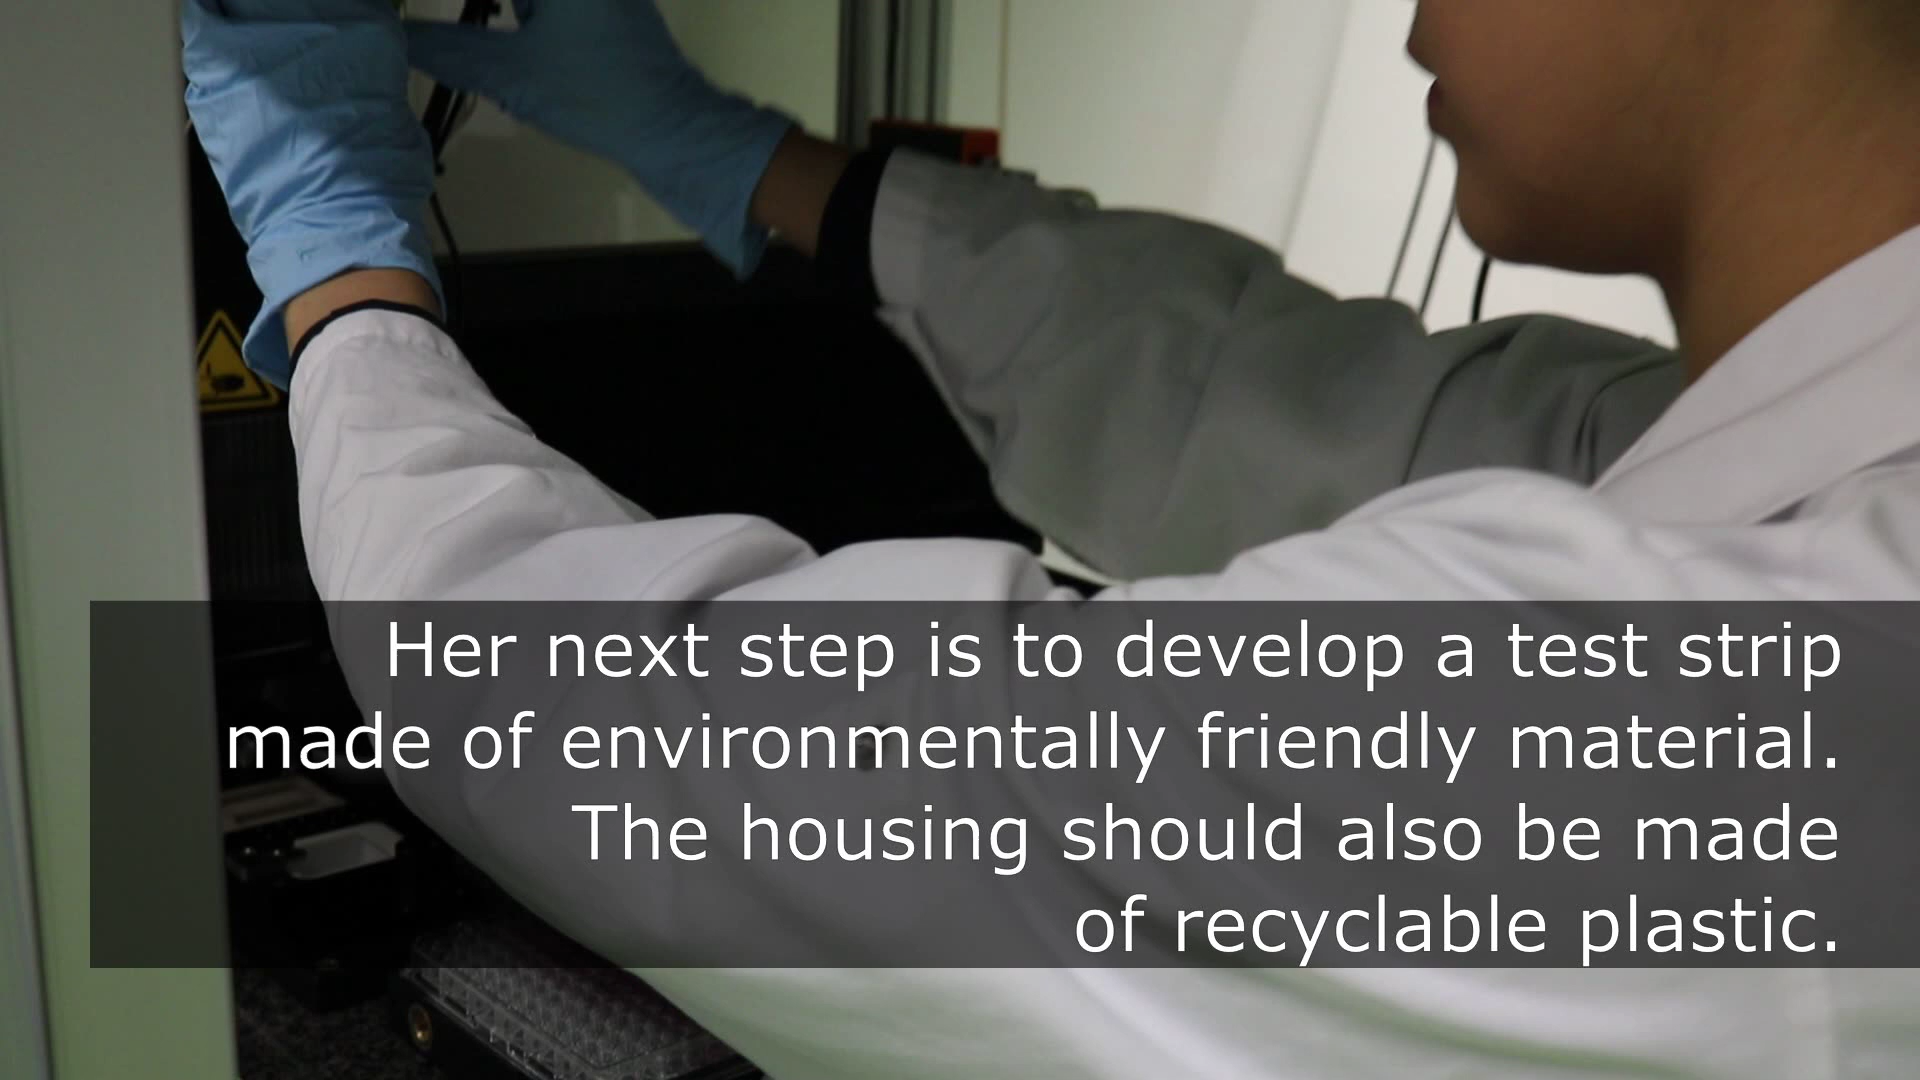 Her next step is to develop a test strip
made of environmentally friendly material.
The housing should also be made
of recyclable plastic.